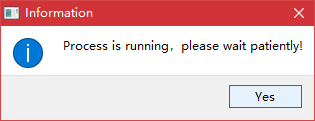 Information
Process is running，please wait patiently!
Yes